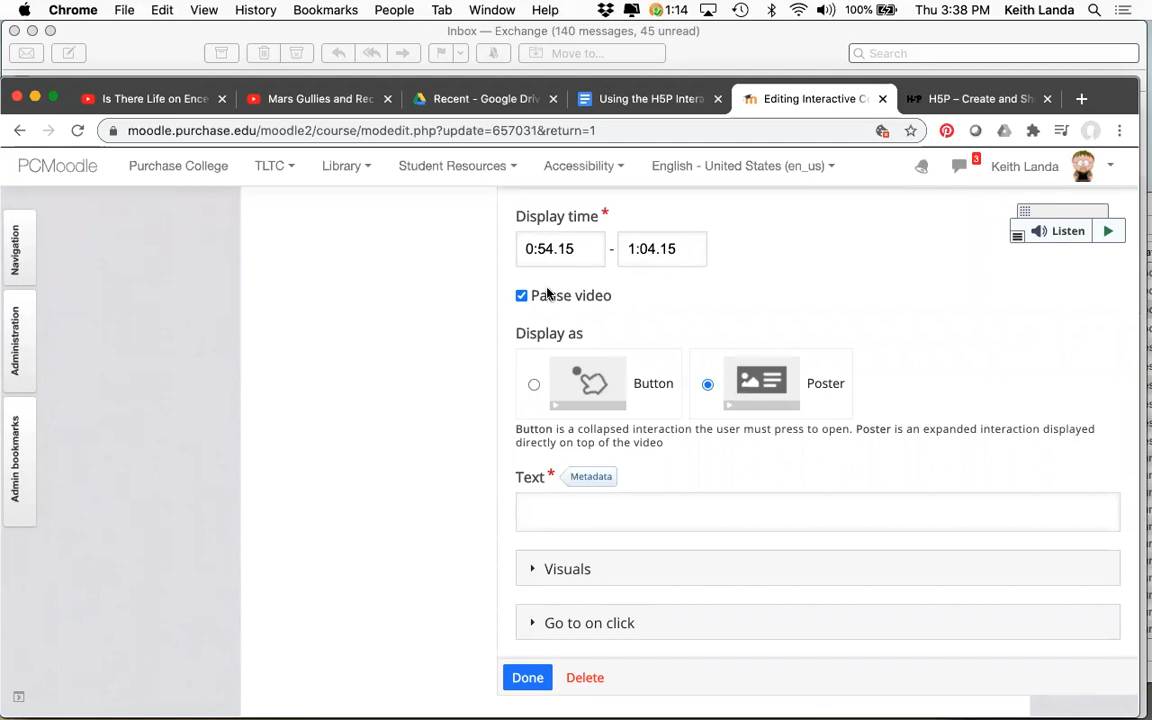 Chrome File Edit View History Bookmarks People Tab Window Help 1:14 100% Thu 3:38 PM Keith Landa
Inbox — Exchange (140 messages, 45 unread)
Move to... Search
Is There Life on Ence Mars Gullies and Rec Recent - Google Driv Using the H5P Intera Editing Interactive C H5P – Create and Sh
moodle.purchase.edu/moodle2/course/modedit.php?update=657031&return=1
PCMoodle Purchase College TLTC Library Student Resources Accessibility English - United States (en_us) 3 Keith Landa
Navigation
Administration
Admin bookmarks
Display time*
Listen
0:54.15 - 1:04.15
Pause video
Display as
Button Poster
Button is a collapsed interaction the user must press to open. Poster is an expanded interaction displayed
directly on top of the video
Text* Metadata
Visuals
Go to on click
Done Delete